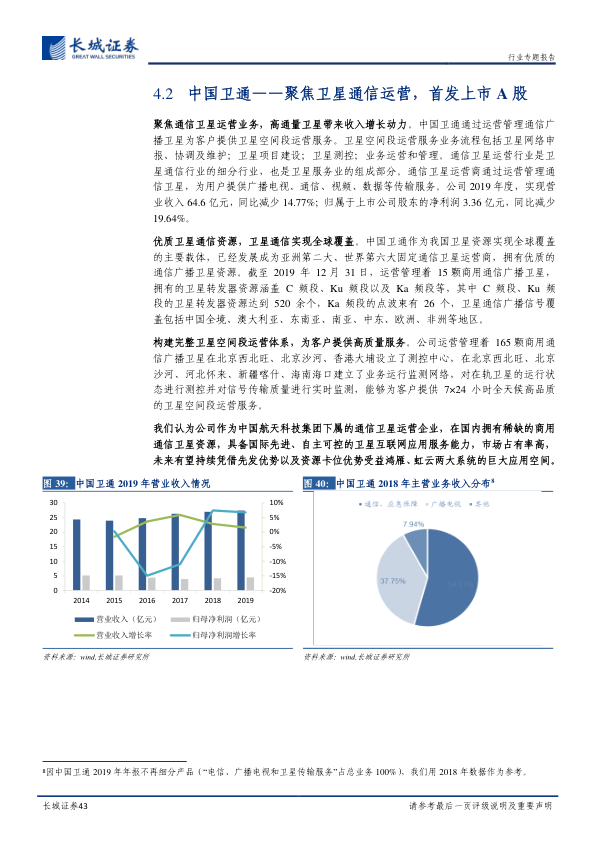 长城证券
GREAT WALL SECURITIES
行业专题报告
4.2 中国卫通——聚焦卫星通信运营，首发上市 A 股
聚焦通信卫星运营业务，高通量卫星带来收入增长动力。中国卫通通过运营管理通信广
播卫星为客户提供卫星空间段运营服务。卫星空间段运营服务业务流程包括卫星网络申
报、协调及维护；卫星项目建设；卫星测控；业务运营和管理。通信卫星运营行业是卫
星通信行业的细分行业，也是卫星服务业的组成部分。通信卫星运营商通过运营管理通
信卫星，为用户提供广播电视、通信、视频、数据等传输服务。公司 2019 年度，实现营
业收入 64.6 亿元，同比减少 14.77%；归属于上市公司股东的净利润 3.36 亿元，同比减少
19.64%。
优质卫星通信资源，卫星通信实现全球覆盖。中国卫通作为我国卫星资源实现全球覆盖
的主要载体，已经发展成为亚洲第二大、世界第六大固定通信卫星运营商，拥有优质的
通信广播卫星资源。截至 2019 年 12 月 31 日，运营管理着 15 颗商用通信广播卫星，
拥有的卫星转发器资源涵盖 C 频段、Ku 频段以及 Ka 频段等，其中 C 频段、Ku 频
段的卫星转发器资源达到 520 余个，Ka 频段的点波束有 26 个，卫星通信广播信号覆
盖包括中国全境、澳大利亚、东南亚、南亚、中东、欧洲、非洲等地区。
构建完整卫星空间段运营体系，为客户提供高质量服务。公司运营管理着 165 颗商用通
信广播卫星在北京西北旺、北京沙河、香港大埔设立了测控中心，在北京西北旺、北京
沙河、河北怀来、新疆喀什、海南海口建立了业务运行监测网络，对在轨卫星的运行状
态进行测控并对信号传输质量进行实时监测，能够为客户提供 7×24 小时全天候高品质
的卫星空间段运营服务。
我们认为公司作为中国航天科技集团下属的通信卫星运营企业，在国内拥有稀缺的商用
通信卫星资源，具备国际先进、自主可控的卫星互联网应用服务能力，市场占有率高，
未来有望持续凭借先发优势以及资源卡位优势受益鸿雁、虹云两大系统的巨大应用空间。
图 39：中国卫通 2019 年营业收入情况
30 25 20 15 10 5 0
10% 5% 0% -5% -10% -15% -20%
2014 2015 2016 2017 2018 2019
营业收入（亿元） 归母净利润（亿元）
营业收入增长率 归母净利润增长率
资料来源：wind,长城证券研究所
图 40：中国卫通 2018 年主营业务收入分布8
通信、应急保障 广播电视 其他
7.94%
37.75%
资料来源：wind,长城证券研究所
8因中国卫通 2019 年年报不再细分产品（“电信、广播电视和卫星传输服务”占总业务 100%），我们用 2018 年数据作为参考。
长城证券43
请参考最后一页评级说明及重要声明